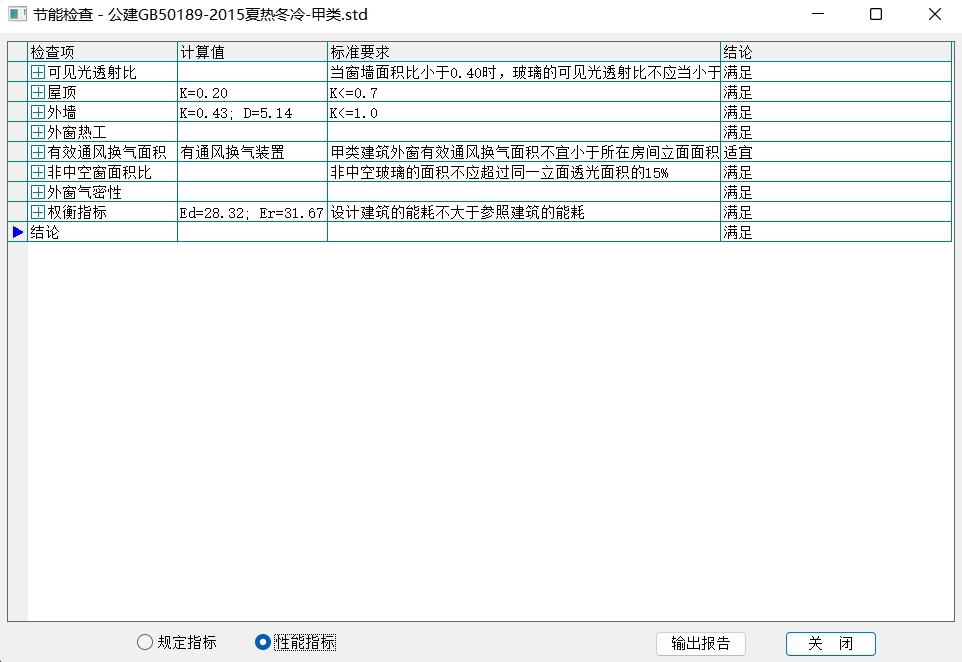 节能检查 - 公建GB50189-2015夏热冬冷-甲类.std
检查项 计算值 标准要求 结论
可见光透射比 当窗墙面积比小于0.40时，玻璃的可见光透射比不应当小于 满足
屋顶 K=0.20 K<=0.7 满足
外墙 K=0.43; D=5.14 K<=1.0 满足
外窗热工 满足
有效通风换气面积 有通风换气装置 甲类建筑外窗有效通风换气面积不宜小于所在房间立面面积 适宜
非中空窗面积比 非中空玻璃的面积不应超过同一立面透光面积的15% 满足
外窗气密性 满足
权衡指标 Ed=28.32; Er=31.67 设计建筑的能耗不大于参照建筑的能耗 满足
结论 满足
规定指标 性能指标 输出报告 关 闭